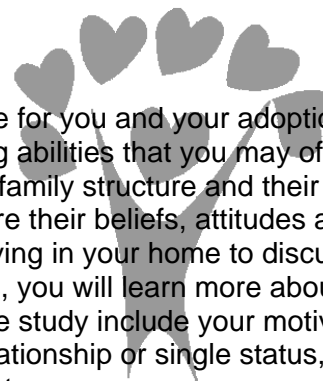 e for you and your adoptio
g abilities that you may of
family structure and their
re their beliefs, attitudes a
ving in your home to discu
, you will learn more abou
e study include your motiv
ationship or single status,